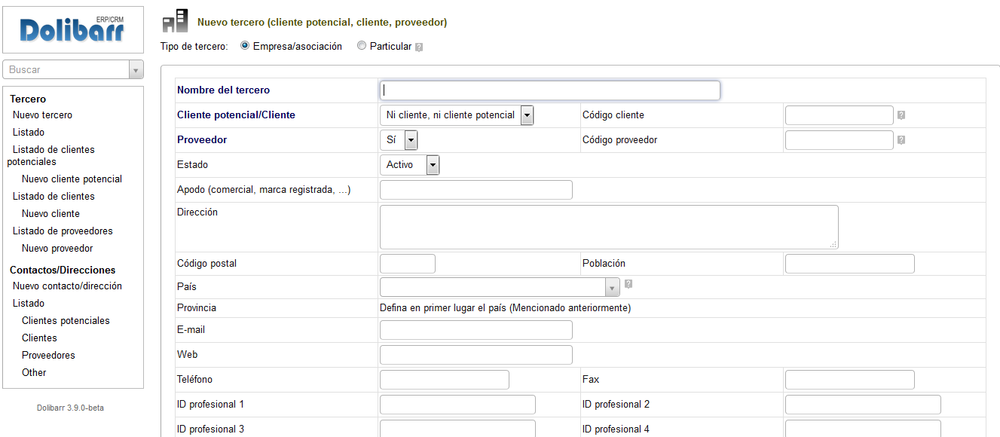 ERP/CRM
Dolibarr
Buscar
Tercero
Nuevo tercero
Listado
Listado de clientes
potenciales
Nuevo cliente potencial
Listado de clientes
Nuevo cliente
Listado de proveedores
Nuevo proveedor
Contactos/Direcciones
Nuevo contacto/dirección
Listado
Clientes potenciales
Clientes
Proveedores
Other
Dolibarr 3.9.0-beta
Nuevo tercero (cliente potencial, cliente, proveedor)
Tipo de tercero: Empresa/asociación Particular ?
Nombre del tercero
Cliente potencial/Cliente Ni cliente, ni cliente potencial Código cliente ?
Proveedor Sí Código proveedor ?
Estado Activo
Apodo (comercial, marca registrada, ...)
Dirección
Código postal Población
País ?
Provincia Defina en primer lugar el país (Mencionado anteriormente)
E-mail
Web
Teléfono Fax
ID profesional 1 ID profesional 2
ID profesional 3 ID profesional 4